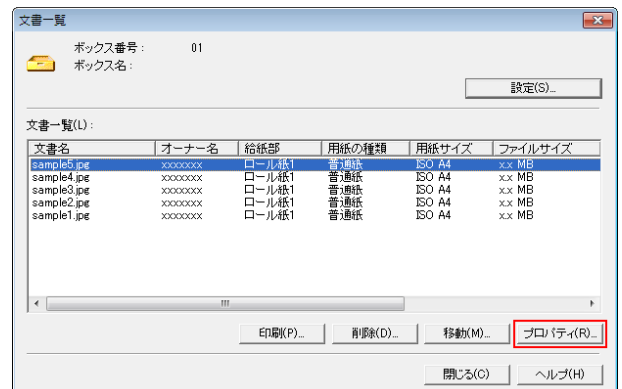 文書一覧
ボックス番号： 01
ボックス名：
設定(S)...
文書一覧(L)：
文書名 オーナー名 給紙部 用紙の種類 用紙サイズ ファイルサイズ
sample5.jpg xxxxxxx ロール紙1 普通紙 ISO A4 x.x MB
sample4.jpg xxxxxxx ロール紙1 普通紙 ISO A4 x.x MB
sample3.jpg xxxxxxx ロール紙1 普通紙 ISO A4 x.x MB
sample2.jpg xxxxxxx ロール紙1 普通紙 ISO A4 x.x MB
sample1.jpg xxxxxxx ロール紙1 普通紙 ISO A4 x.x MB
印刷(P)... 削除(D)... 移動(M)... プロパティ(R)...
閉じる(C) ヘルプ(H)